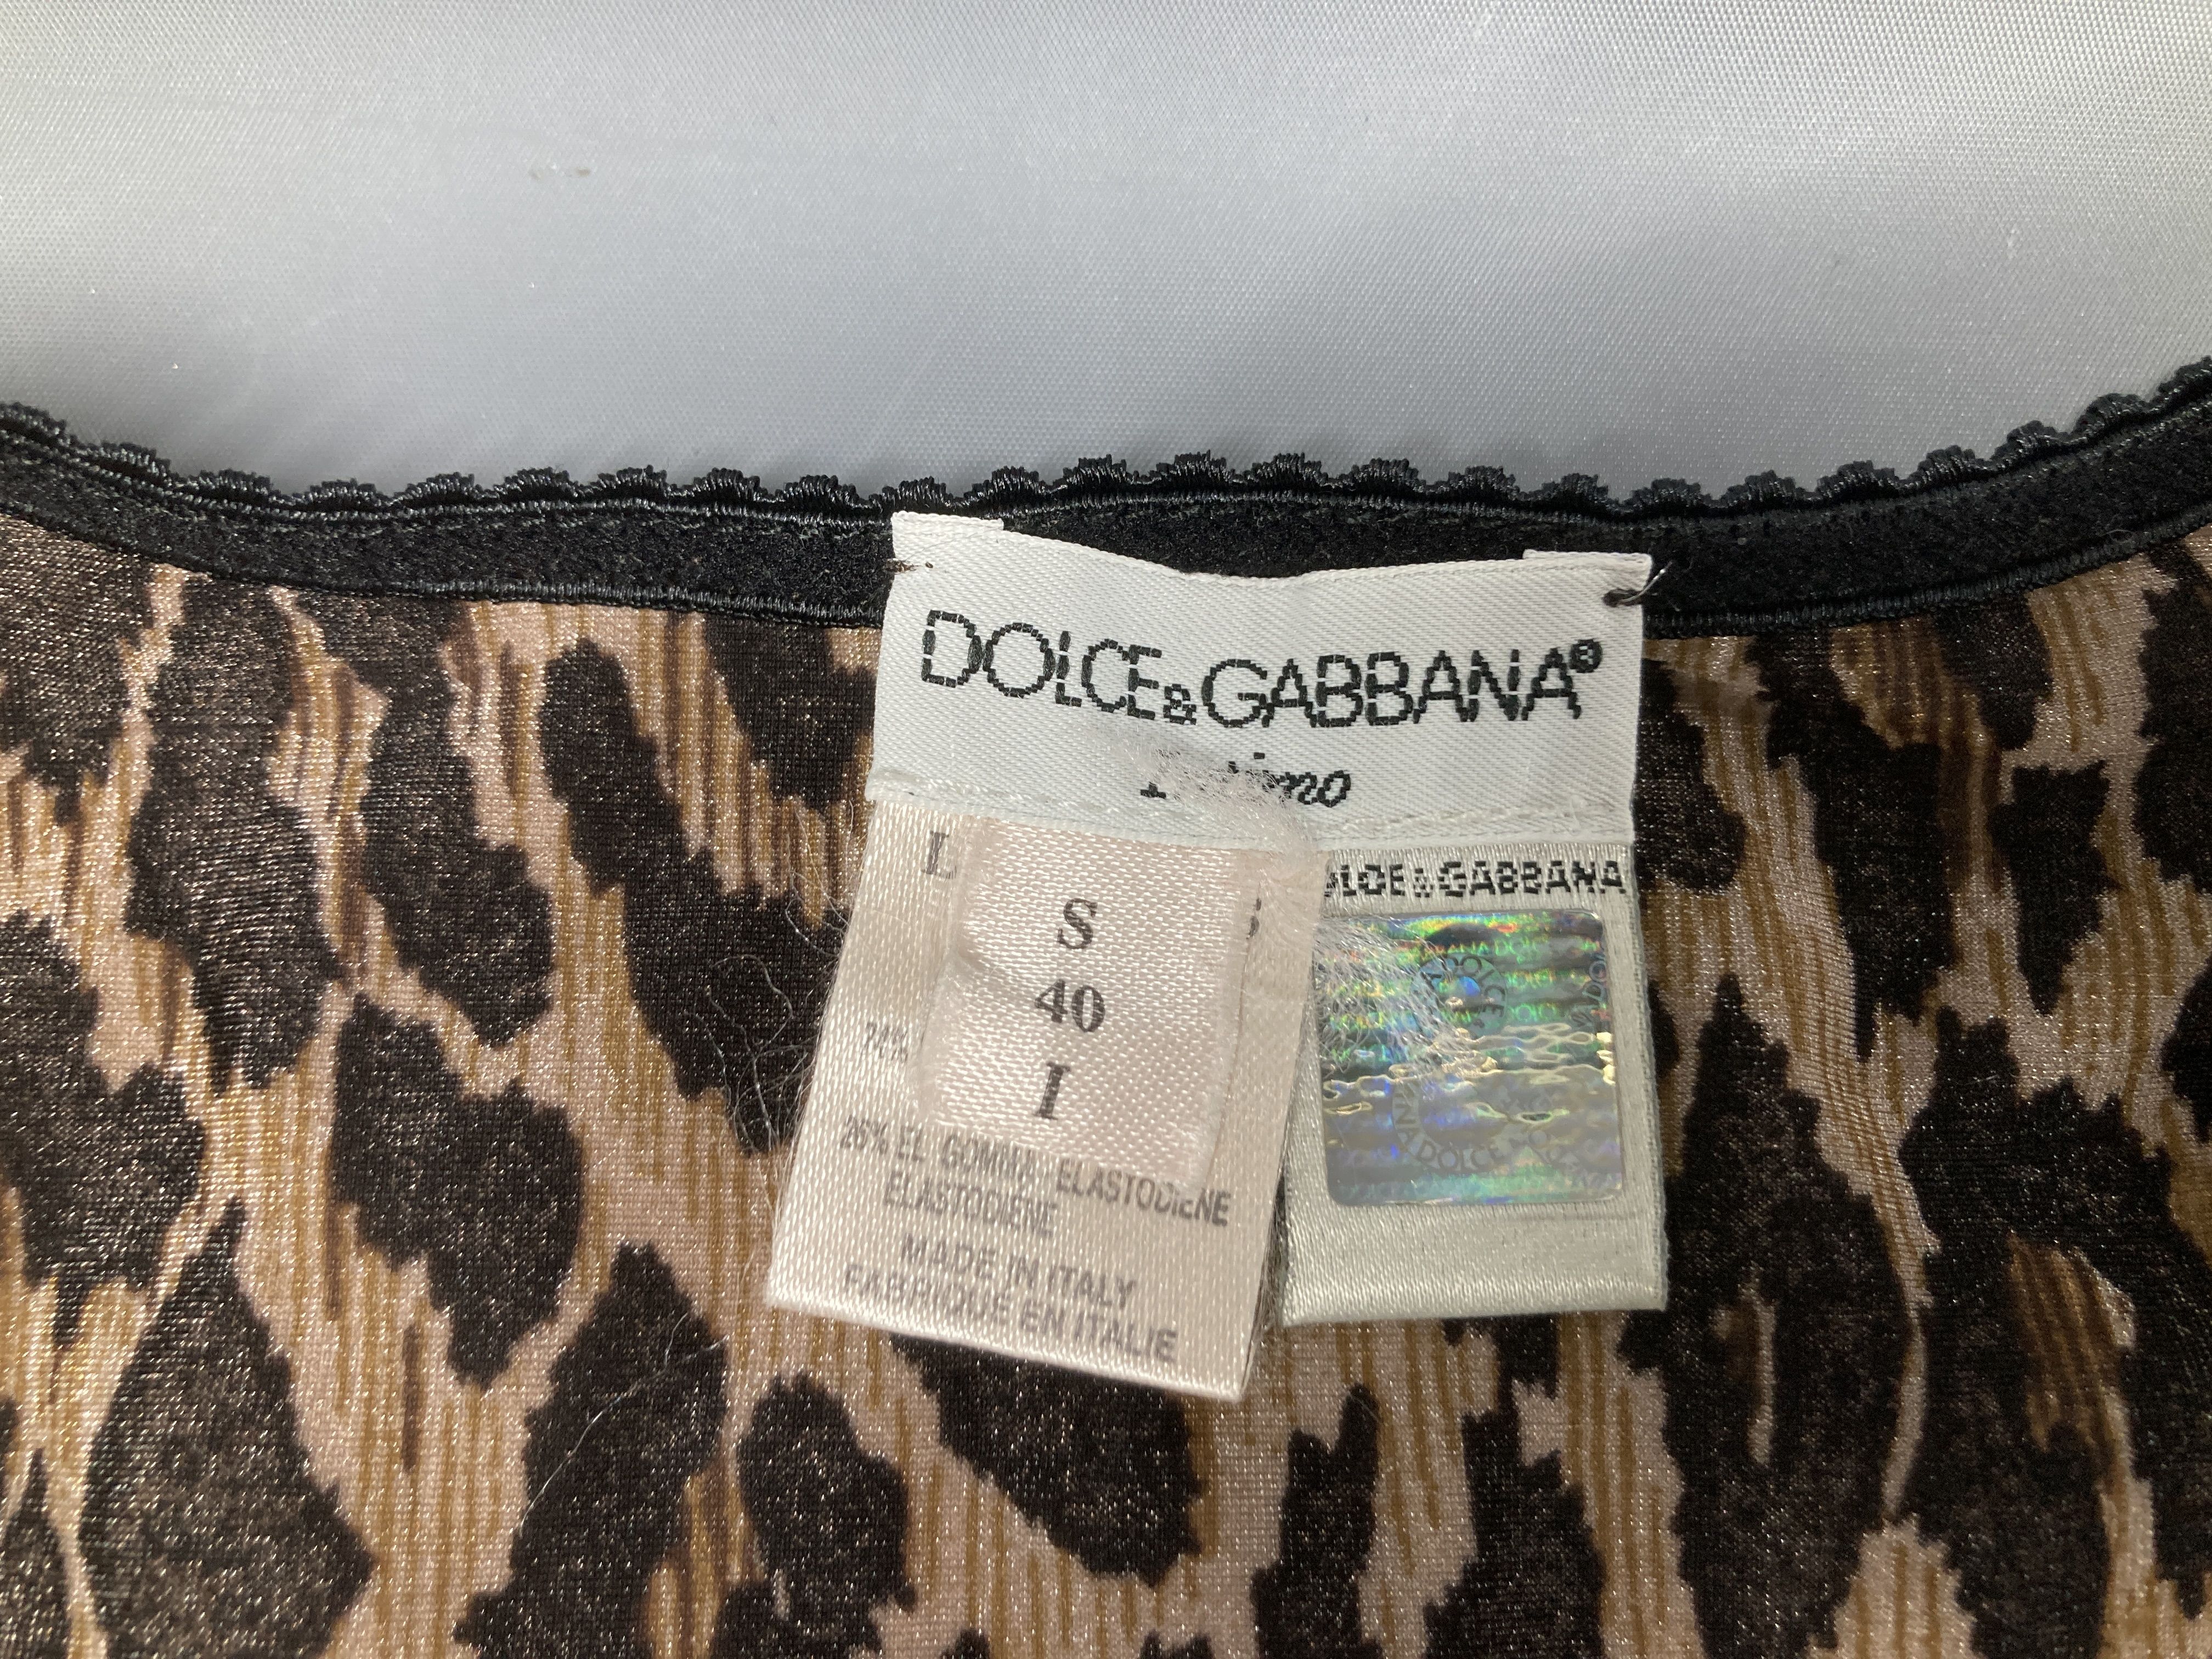 DOLCE&GABBANA®
S
40
I
26% EL. GOMMA, ELASTODIENE
ELASTODIENE
MADE IN ITALY
FABRIQUE EN ITALIE
DOLCE&GABBANA